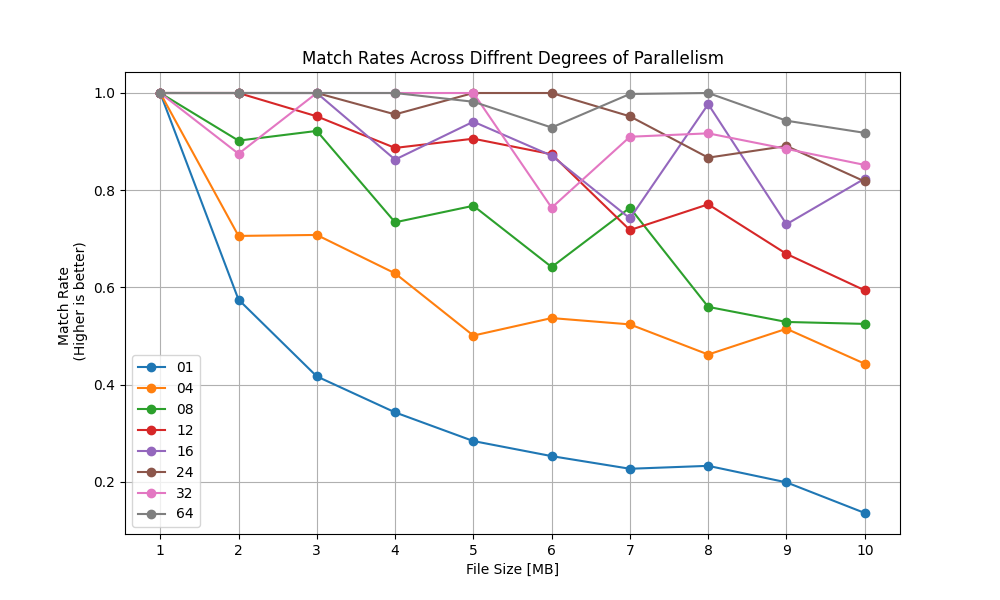 Match Rates Across Diffrent Degrees of Parallelism
Match Rate
(Higher is better)
1.0
0.8
0.6
0.4
0.2
01
04
08
12
16
24
32
64
1 2 3 4 5 6 7 8 9 10
File Size [MB]